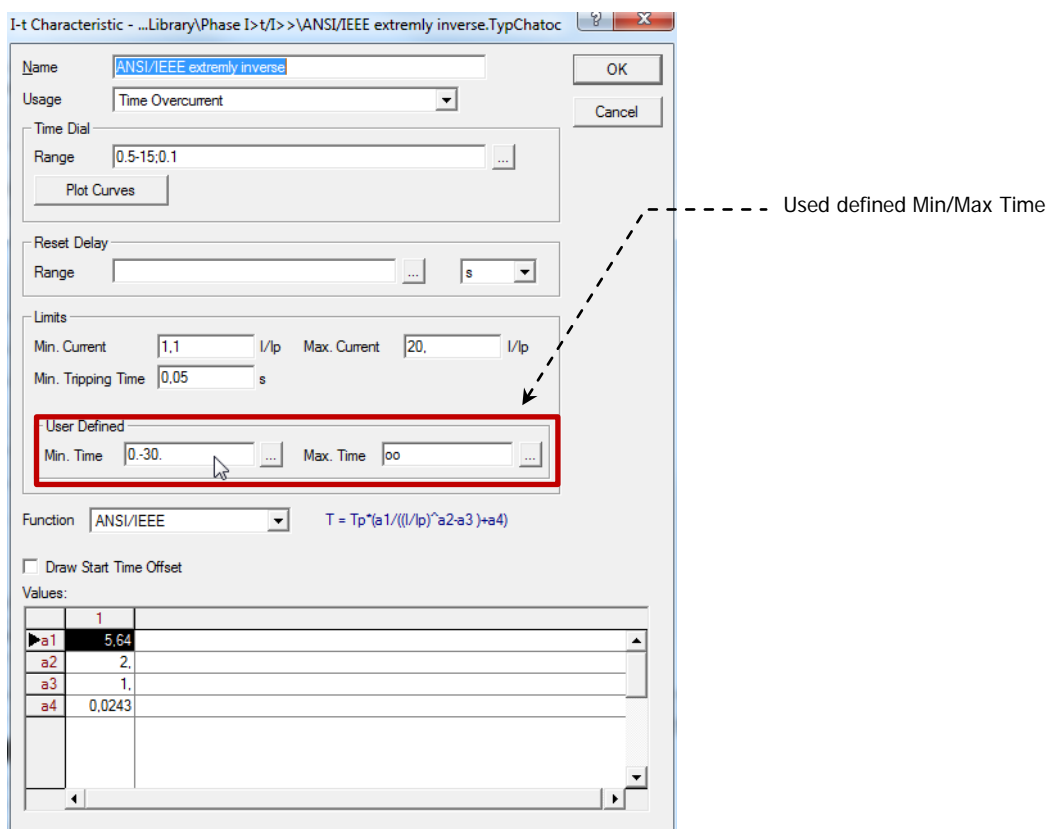 I-t Characteristic - ...Library\Phase I>t/I>>\ANSI/IEEE extremly inverse.TypChatoc ? X
Name ANSI/IEEE extremly inverse OK
Usage Time Overcurrent Cancel
Time Dial
Range 0.5-15;0.1 ...
Plot Curves
Used defined Min/Max Time
Reset Delay
Range ... s
Limits
Min. Current 1,1 I/Ip Max. Current 20, I/Ip
Min. Tripping Time 0,05 s
User Defined
Min. Time 0.-30. ... Max. Time oo ...
Function ANSI/IEEE T = Tp*(a1/((I/Ip)^a2-a3 )+a4)
Draw Start Time Offset
Values:
1
a1 5,64
a2 2,
a3 1,
a4 0,0243